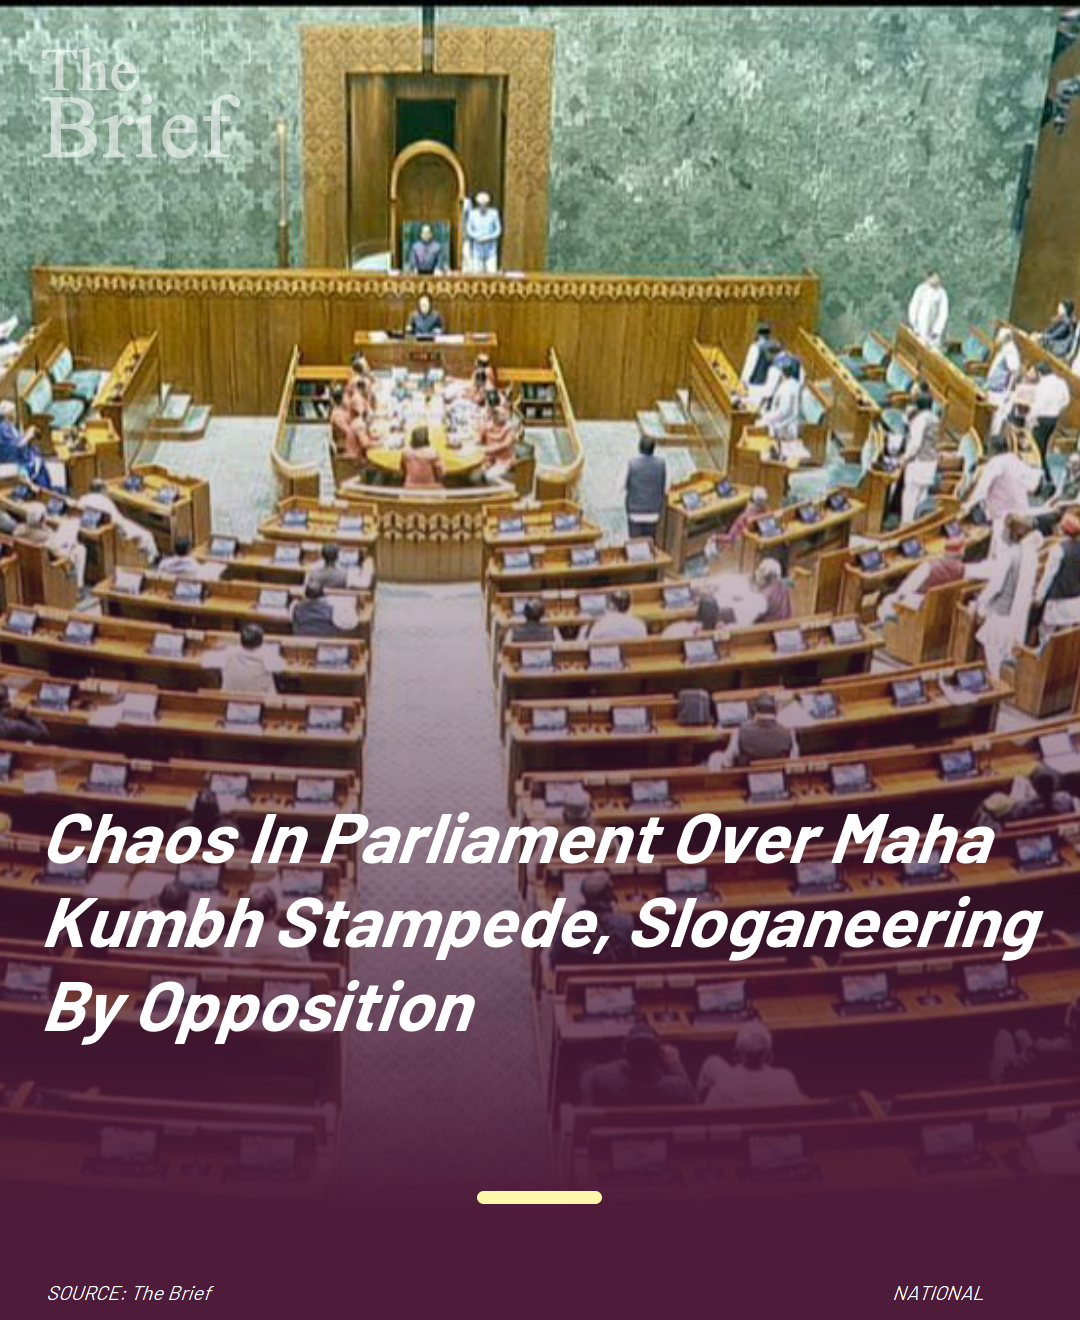 The
Brief
Chaos In Parliament Over Maha
Kumbh Stampede, Sloganeering
By Opposition
SOURCE: The Brief
NATIONAL